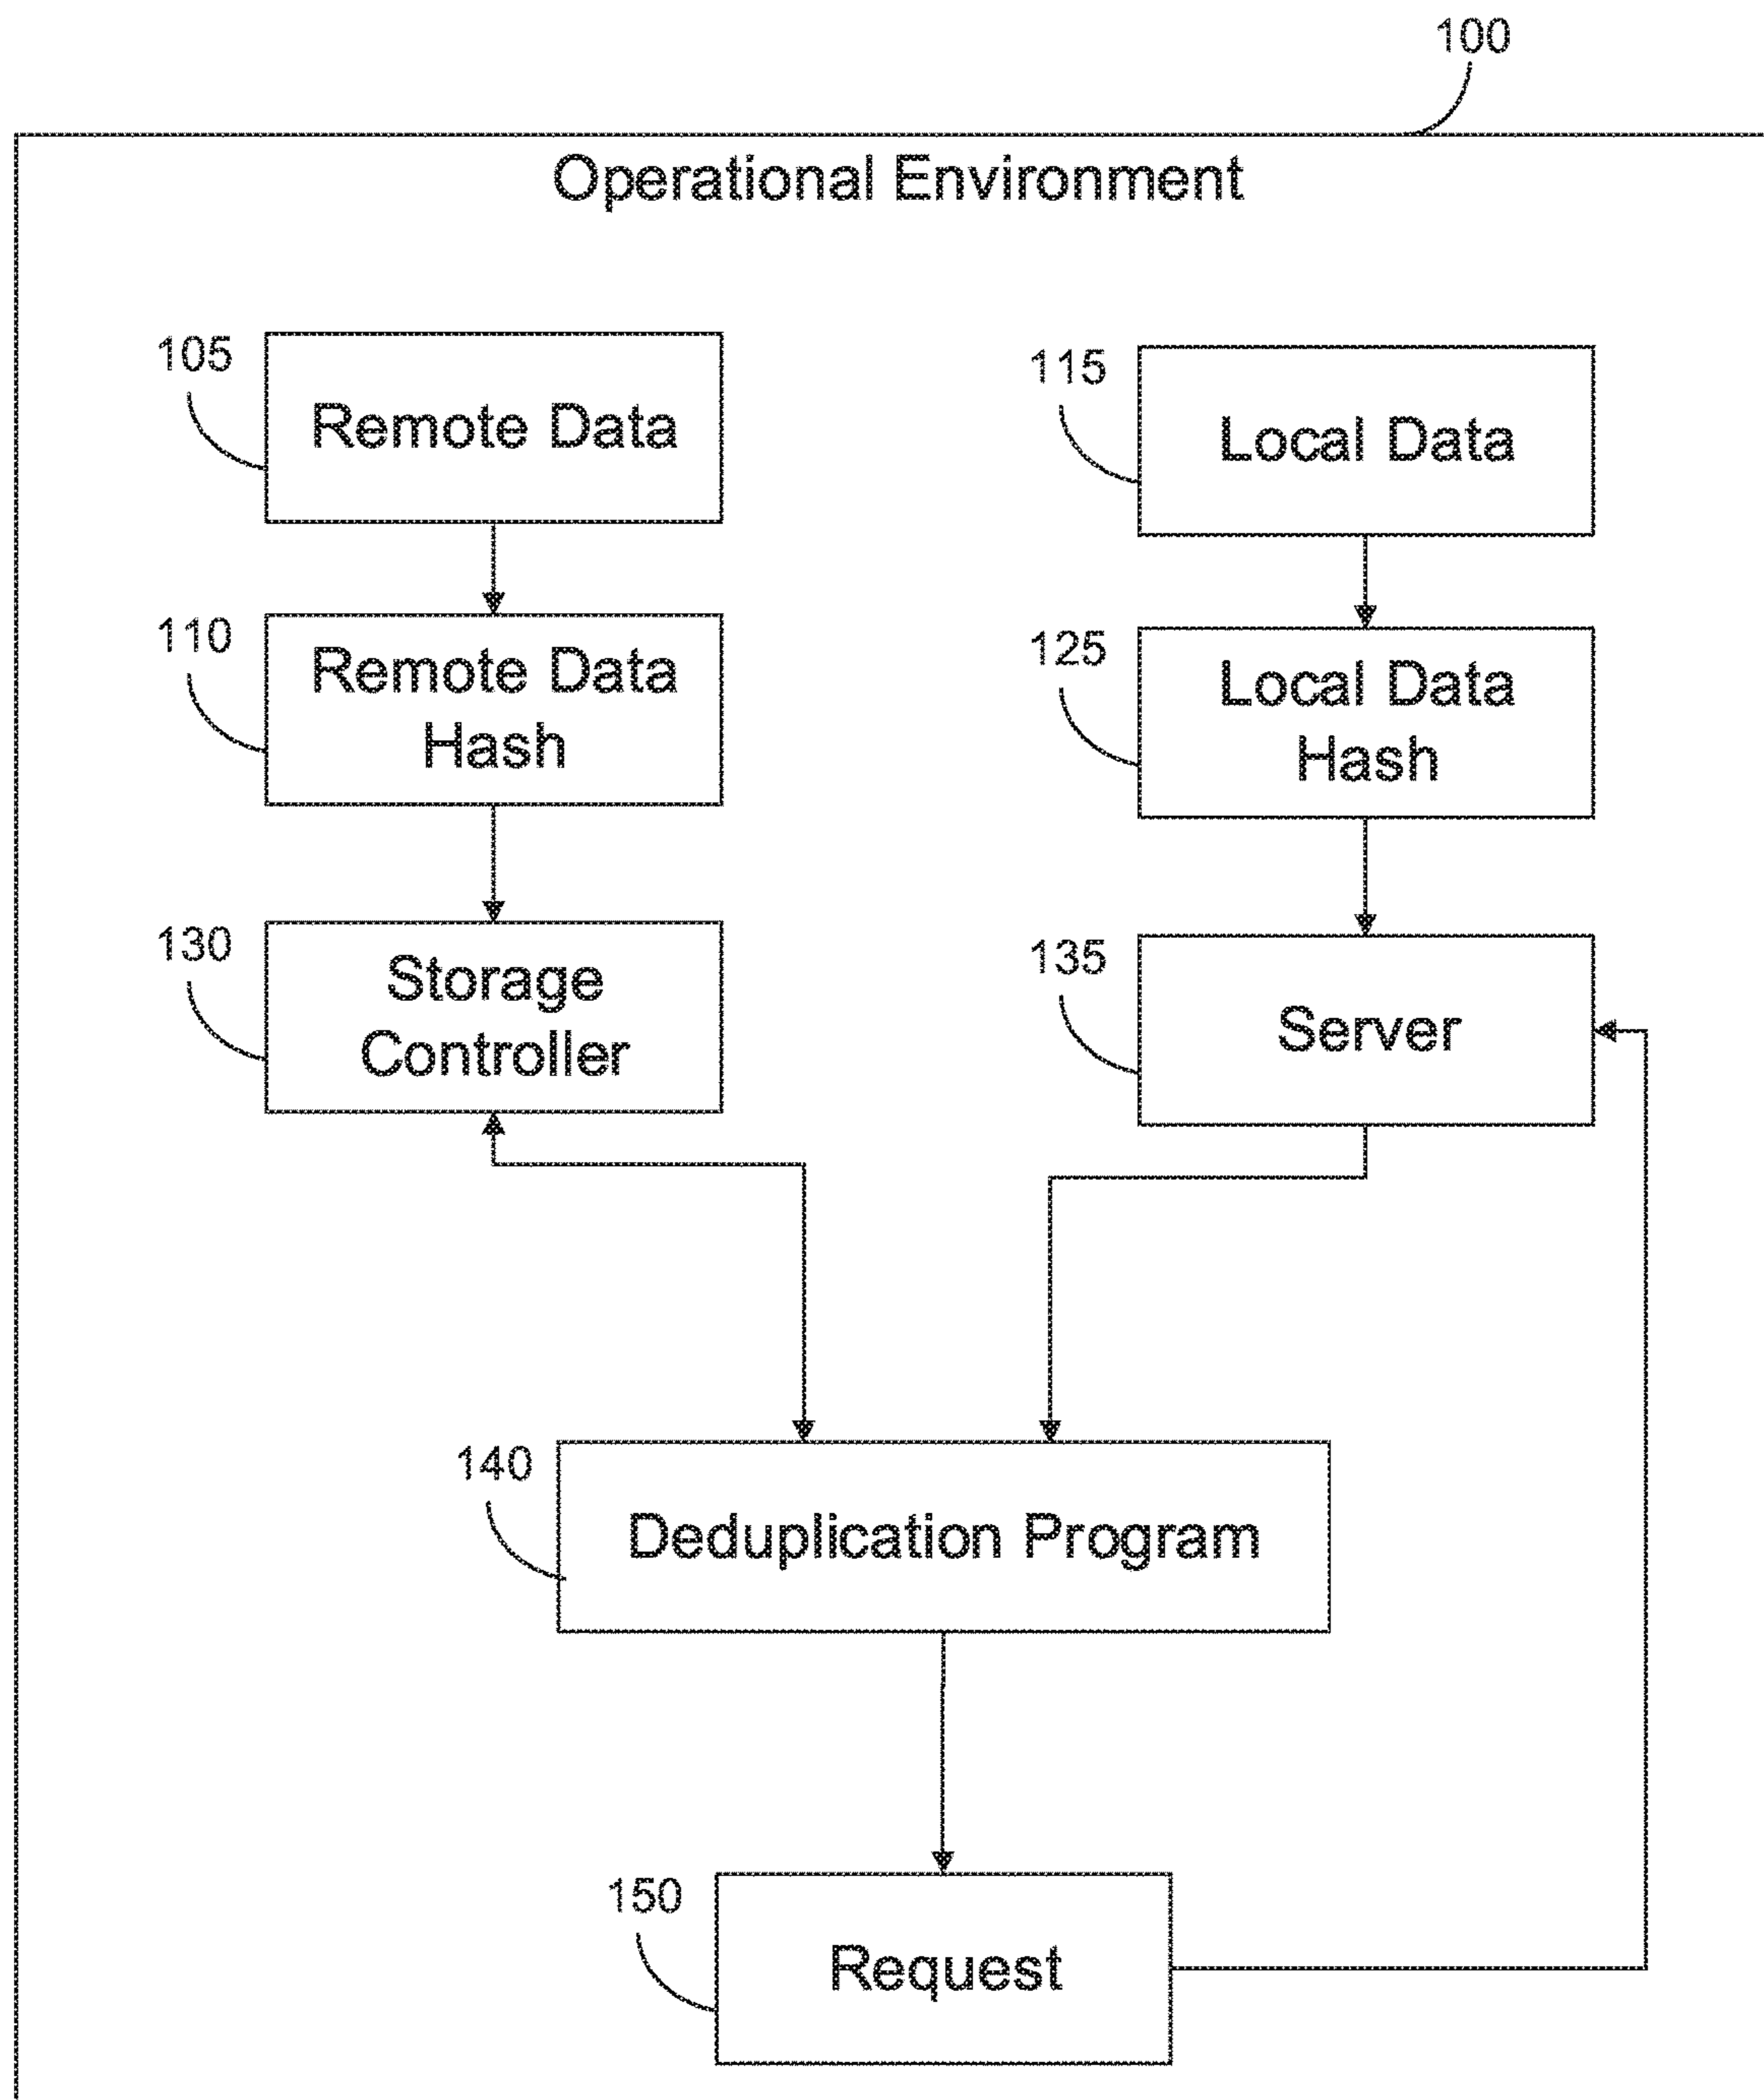 100
Operational Environment
105
Remote Data
115
Local Data
110
Remote Data
Hash
125
Local Data
Hash
130
Storage
Controller
135
Server
140
Deduplication Program
150
Request